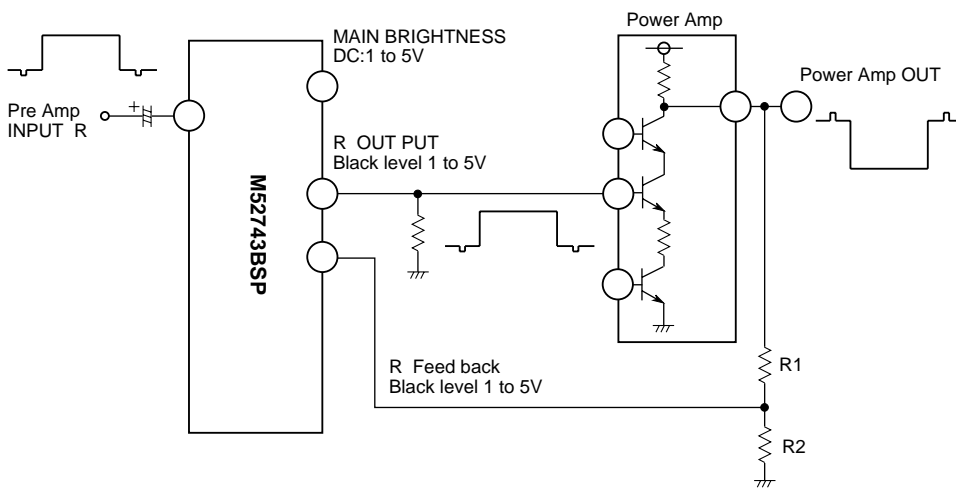 Power Amp
MAIN BRIGHTNESS
DC:1 to 5V
Power Amp OUT
+
Pre Amp
INPUT R
R OUT PUT
Black level 1 to 5V
M52743BSP
R Feed back
Black level 1 to 5V
R1
R2